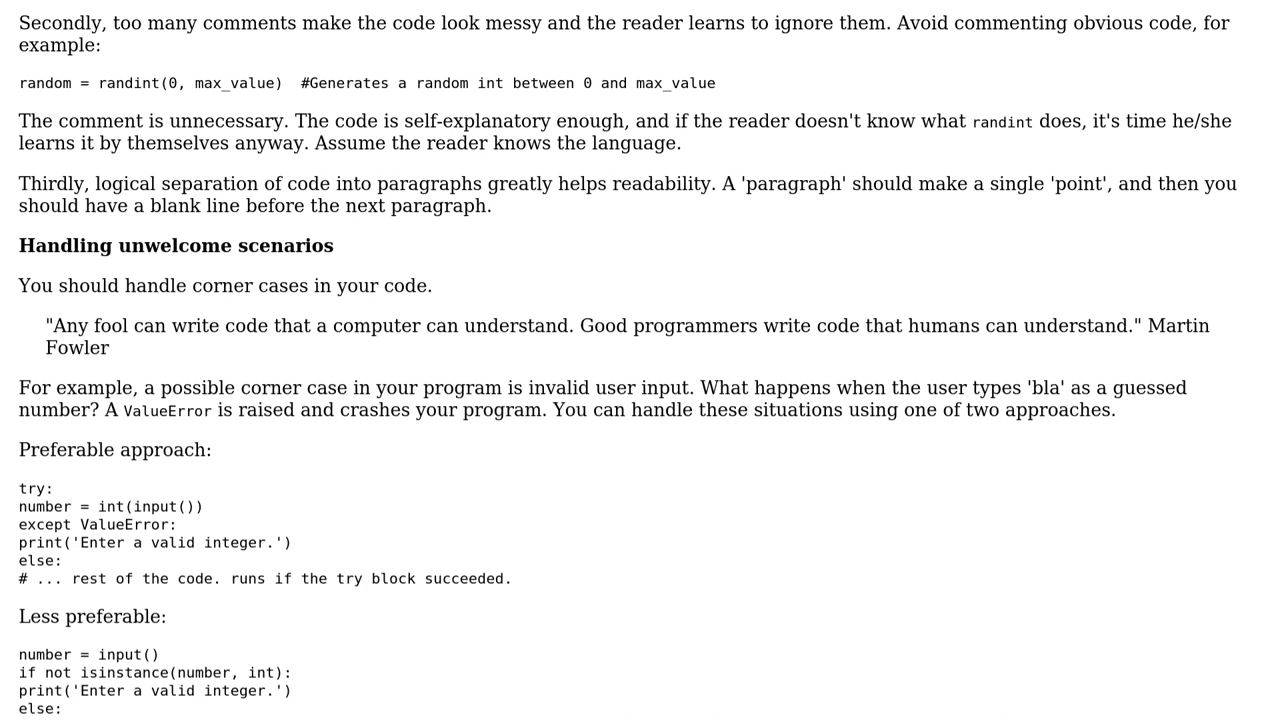 Secondly, too many comments make the code look messy and the reader learns to ignore them. Avoid commenting obvious code, for
example:
random = randint(0, max_value)  #Generates a random int between 0 and max_value
The comment is unnecessary. The code is self-explanatory enough, and if the reader doesn't know what randint does, it's time he/she
learns it by themselves anyway. Assume the reader knows the language.
Thirdly, logical separation of code into paragraphs greatly helps readability. A 'paragraph' should make a single 'point', and then you
should have a blank line before the next paragraph.
Handling unwelcome scenarios
You should handle corner cases in your code.
"Any fool can write code that a computer can understand. Good programmers write code that humans can understand." Martin
Fowler
For example, a possible corner case in your program is invalid user input. What happens when the user types 'bla' as a guessed
number? A ValueError is raised and crashes your program. You can handle these situations using one of two approaches.
Preferable approach:
try:
number = int(input())
except ValueError:
print('Enter a valid integer.')
else:
# ... rest of the code. runs if the try block succeeded.
Less preferable:
number = input()
if not isinstance(number, int):
print('Enter a valid integer.')
else: